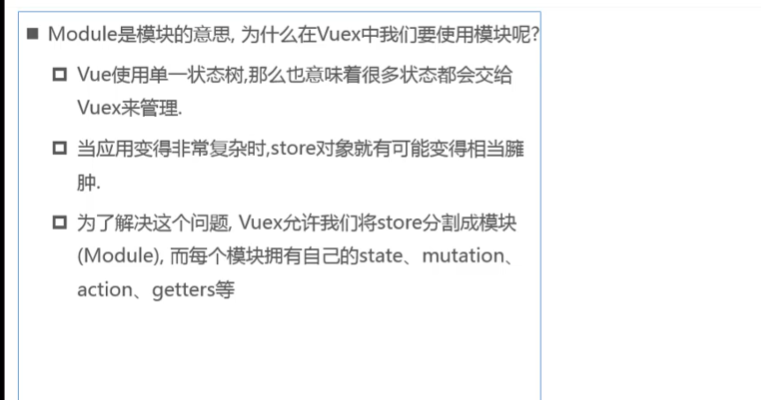 Module是模块的意思, 为什么在Vuex中我们要使用模块呢?
Vue使用单一状态树,那么也意味着很多状态都会交给
Vuex来管理.
当应用变得非常复杂时,store对象就有可能变得相当臃
肿.
为了解决这个问题, Vuex允许我们将store分割成模块
(Module), 而每个模块拥有自己的state、mutation、
action、getters等